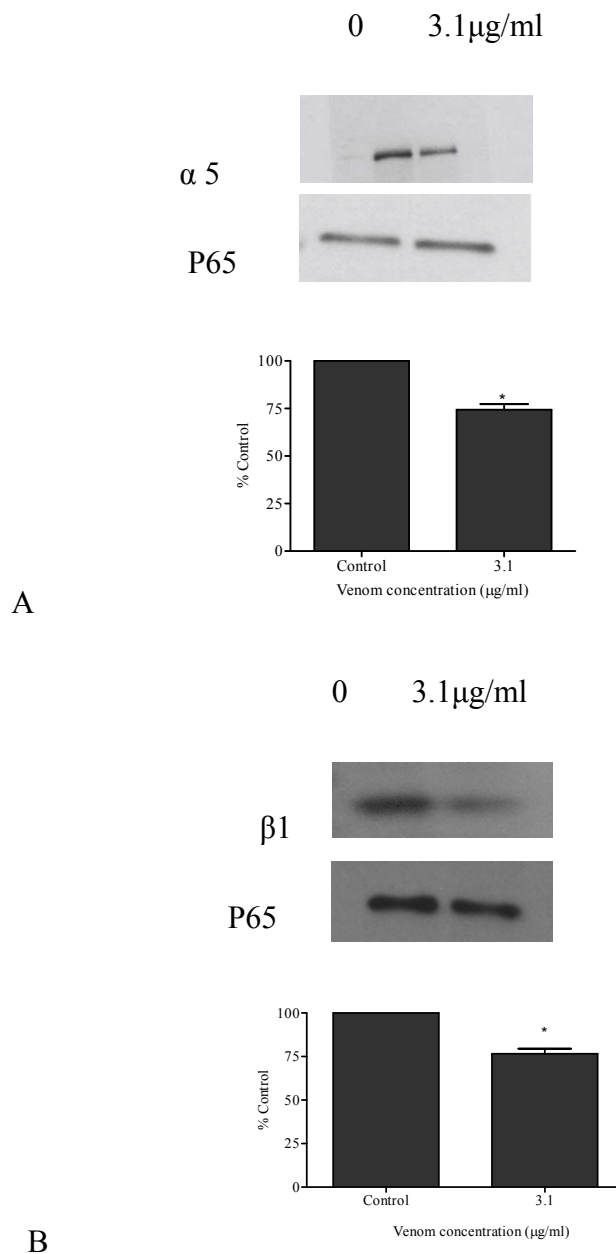 0 3.1μg/ml
α 5
P65
100
75
50
25
0
% Control
*
Control 3.1
Venom concentration (μg/ml)
A
0 3.1μg/ml
β1
P65
100
75
50
25
0
% Control
*
Control 3.1
Venom concentration (μg/ml)
B